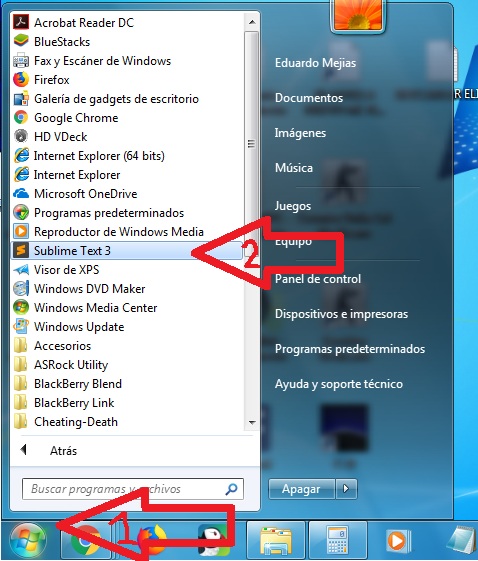 Acrobat Reader DC
BlueStacks
Fax y Escáner de Windows
Firefox
Galería de gadgets de escritorio
Google Chrome
HD VDeck
Internet Explorer (64 bits)
Internet Explorer
Microsoft OneDrive
Programas predeterminados
Reproductor de Windows Media
Sublime Text 3
Visor de XPS
Windows DVD Maker
Windows Media Center
Windows Update
Accesorios
ASRock Utility
BlackBerry Blend
BlackBerry Link
Cheating-Death
Atrás
Buscar programas y archivos
Eduardo Mejias
Documentos
Imágenes
Música
Juegos
Equipo
Panel de control
Dispositivos e impresoras
Programas predeterminados
Ayuda y soporte técnico
Apagar
2
1